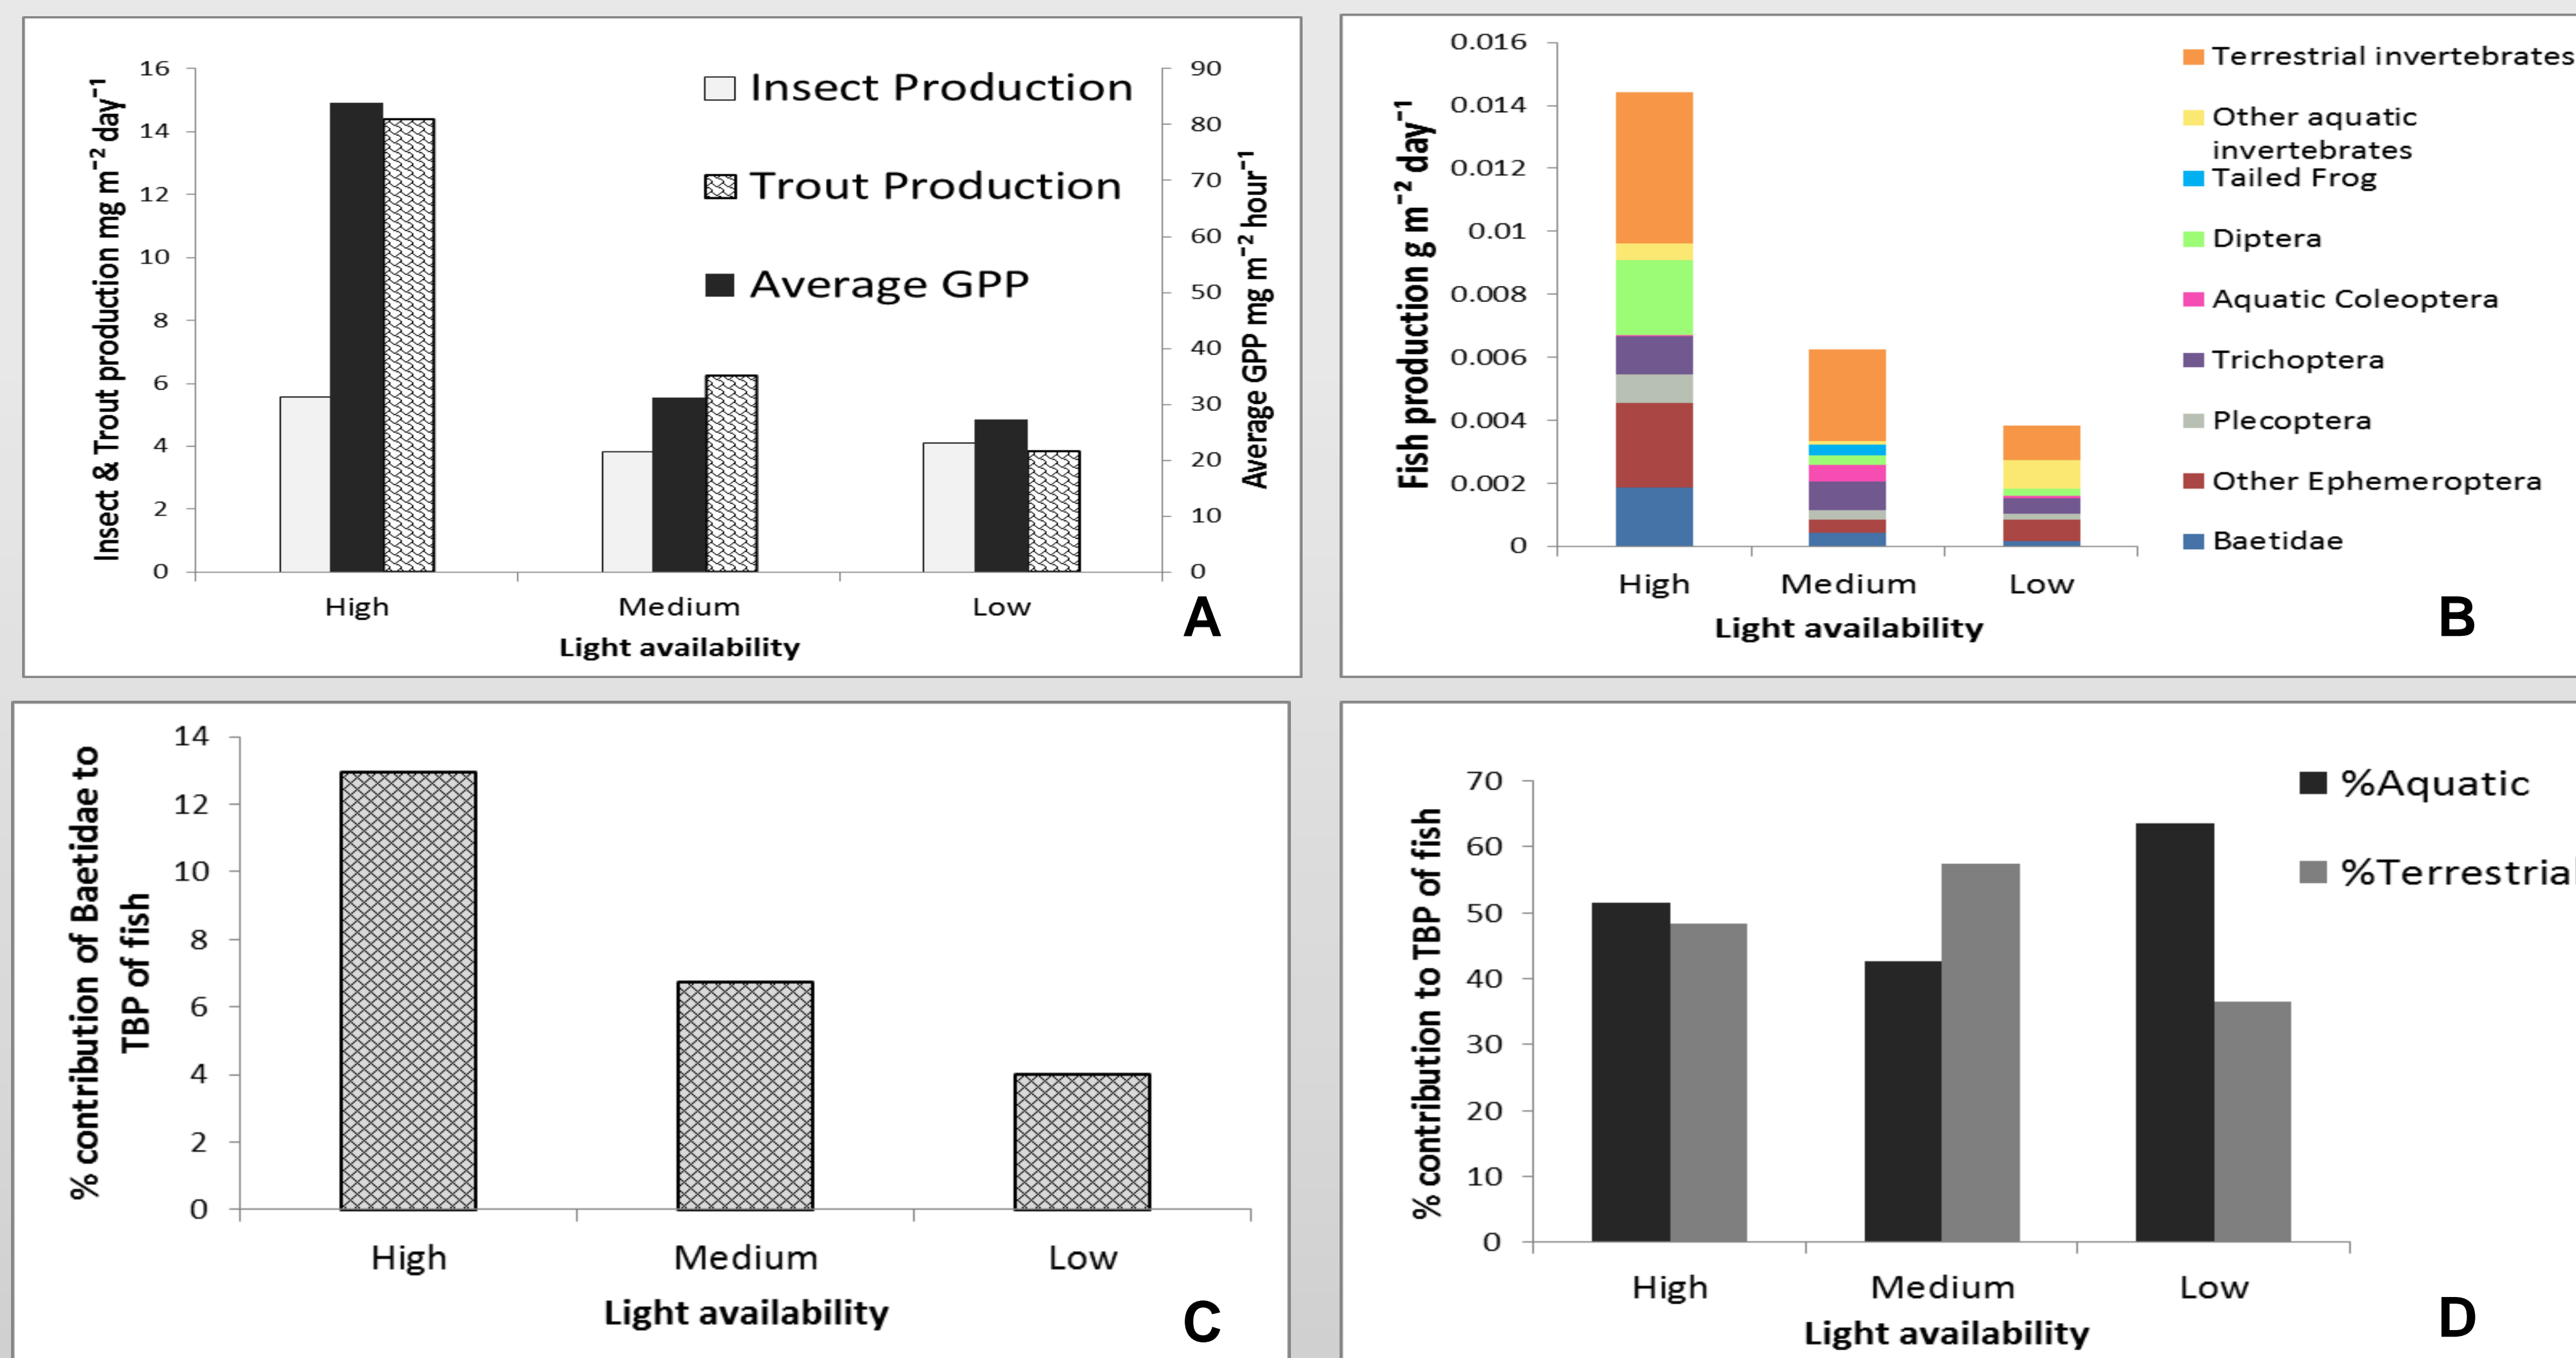 Insect & Trout production mg m⁻² day⁻¹
16
14
12
10
8
6
4
2
0
Insect Production
Trout Production
Average GPP
90
80
70
60
50
40
30
20
10
0
Average GPP mg m⁻² hour⁻¹
High Medium Low
Light availability
A
Fish production g m⁻² day⁻¹
0.016
0.014
0.012
0.01
0.008
0.006
0.004
0.002
0
Terrestrial invertebrates
Other aquatic
invertebrates
Tailed Frog
Diptera
Aquatic Coleoptera
Trichoptera
Plecoptera
Other Ephemeroptera
Baetidae
High Medium Low
Light availability
B
% contribution of Baetidae to
TBP of fish
14
12
10
8
6
4
2
0
High Medium Low
Light availability
C
% contribution to TBP of fish
70
60
50
40
30
20
10
0
%Aquatic
%Terrestrial
High Medium Low
Light availability
D